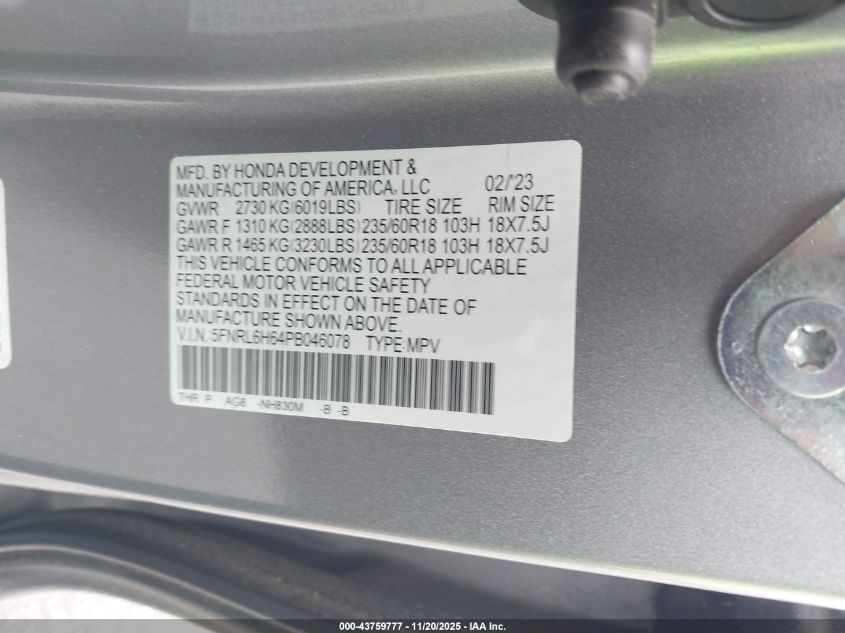 MFD. BY HONDA DEVELOPMENT &
MANUFACTURING OF AMERICA, LLC 02/'23
GVWR 2730 KG(6019LBS) TIRE SIZE RIM SIZE
GAWR F 1310 KG(2888LBS) 235/60R18 103H 18X7.5J
GAWR R 1465 KG(3230LBS) 235/60R18 103H 18X7.5J
THIS VEHICLE CONFORMS TO ALL APPLICABLE
FEDERAL MOTOR VEHICLE SAFETY
STANDARDS IN EFFECT ON THE DATE OF
MANUFACTURE SHOWN ABOVE.
V.I.N.:5FNRL6H64PB046078 TYPE:MPV
THR P AG8 -NH830M -B -B
000-43759777 - 11/20/2025 - IAA Inc.